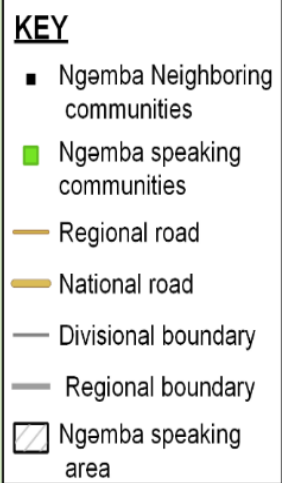 KEY
Ngəmba Neighboring
communities
Ngəmba speaking
communities
Regional road
National road
Divisional boundary
Regional boundary
Ngəmba speaking
area